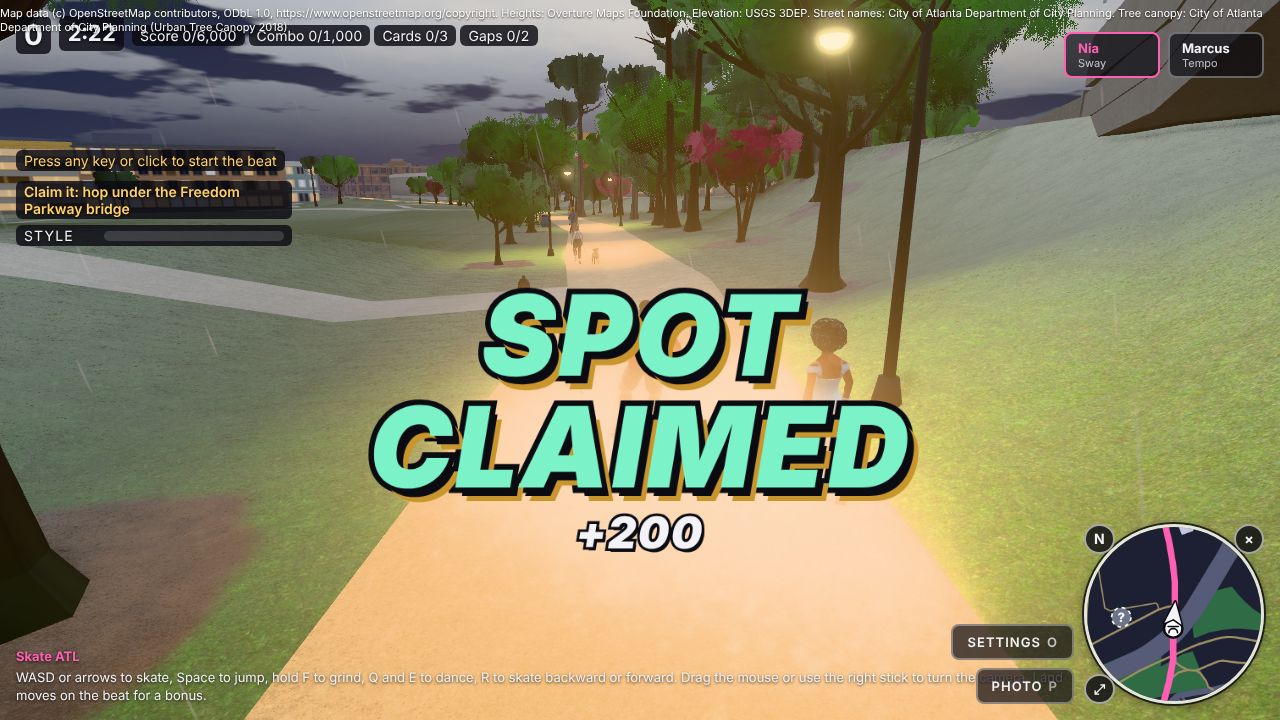 Map data (c) OpenStreetMap contributors, ODbL 1.0, https://www.openstreetmap.org/copyright. Heights: Overture Maps Foundation. Elevation: USGS 3DEP. Street names: City of Atlanta Department of City Planning. Tree canopy: City of Atlanta
Department of City Planning (Urban Tree Canopy 2018)
0 2:22 Score 0/6,000 Combo 0/1,000 Cards 0/3 Gaps 0/2
Nia
Sway
Marcus
Tempo
Press any key or click to start the beat
Claim it: hop under the Freedom
Parkway bridge
STYLE
SPOT
CLAIMED
+200
N ×
?
SETTINGS O
PHOTO P
Skate ATL
WASD or arrows to skate, Space to jump, hold F to grind, Q and E to dance, R to skate backward or forward. Drag the mouse or use the right stick to turn the camera. Land
moves on the beat for a bonus.